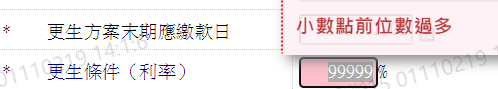 * 更生方案末期應繳款日
小數點前位數過多
* 更生條件（利率） 99999 %